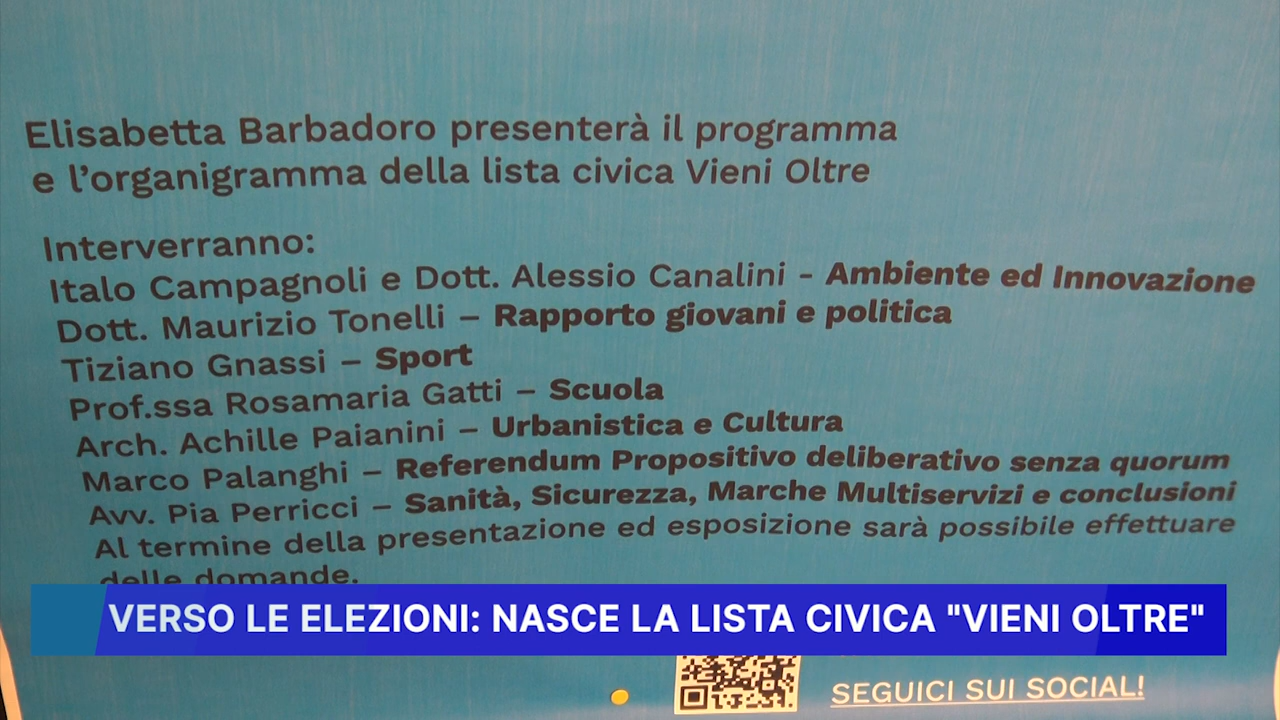 Elisabetta Barbadoro presenterà il programma
e l'organigramma della lista civica Vieni Oltre
Interverranno:
Italo Campagnoli e Dott. Alessio Canalini - Ambiente ed Innovazione
Dott. Maurizio Tonelli – Rapporto giovani e politica
Tiziano Gnassi – Sport
Prof.ssa Rosamaria Gatti – Scuola
Arch. Achille Paianini – Urbanistica e Cultura
Marco Palanghi – Referendum Propositivo deliberativo senza quorum
Avv. Pia Perricci – Sanità, Sicurezza, Marche Multiservizi e conclusioni
Al termine della presentazione ed esposizione sarà possibile effettuare
delle domande.
VERSO LE ELEZIONI: NASCE LA LISTA CIVICA "VIENI OLTRE"
SEGUICI SUI SOCIAL!